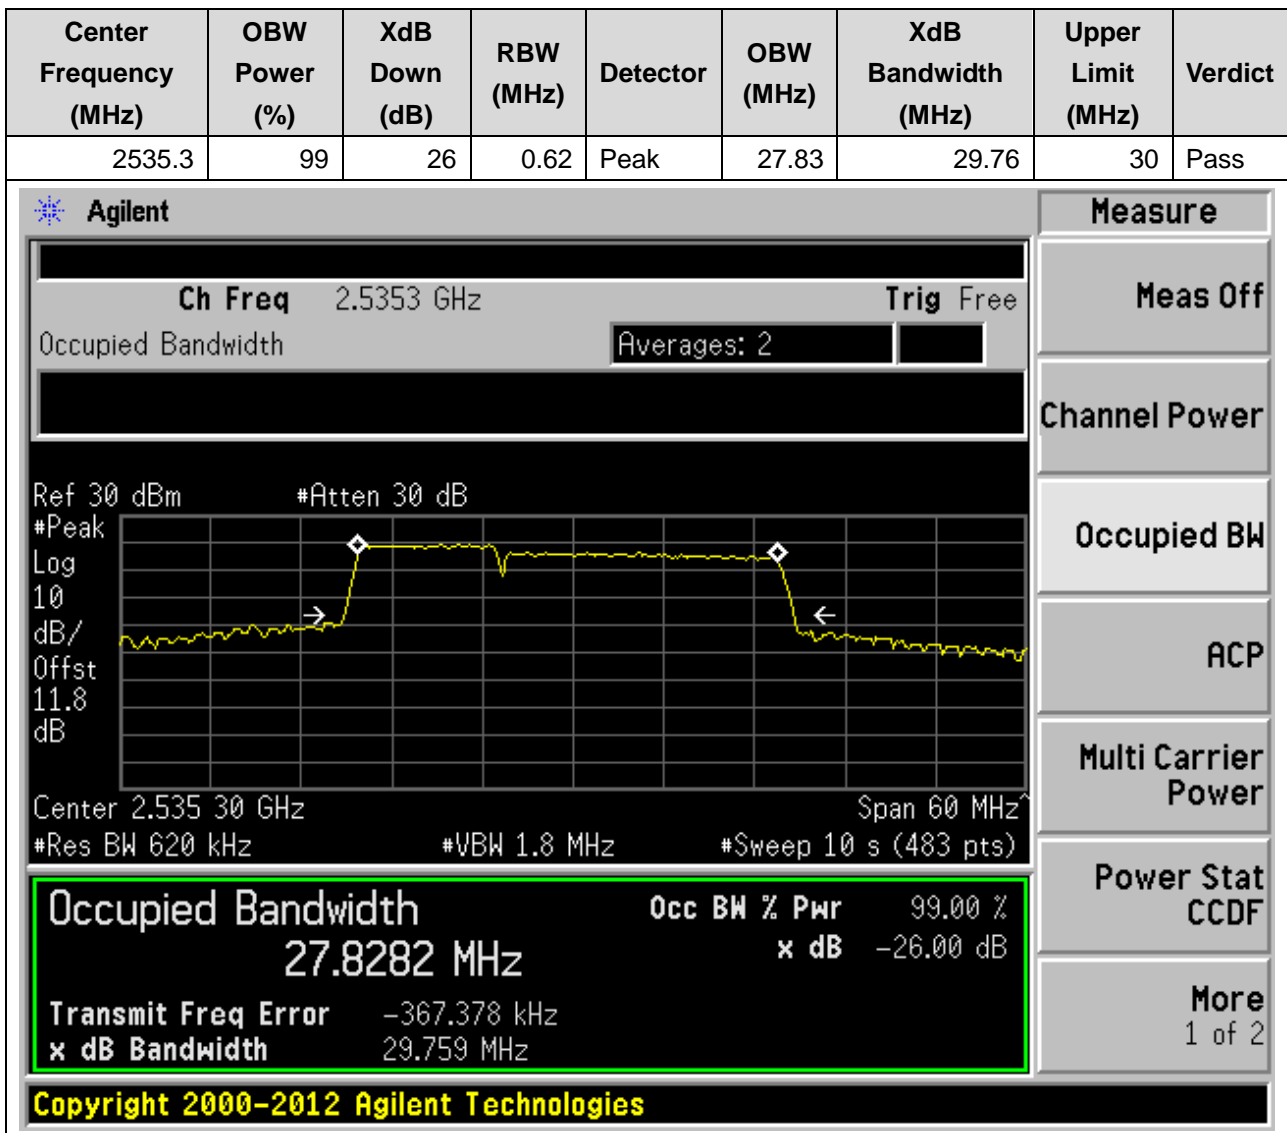 Center Frequency (MHz) OBW Power (%) XdB Down (dB) RBW (MHz) Detector OBW (MHz) XdB Bandwidth (MHz) Upper Limit (MHz) Verdict
2535.3 99 26 0.62 Peak 27.83 29.76 30 Pass
Agilent
Measure
Ch Freq 2.5353 GHz Trig Free
Meas Off
Occupied Bandwidth Averages: 2
Channel Power
Ref 30 dBm #Atten 30 dB
#Peak
Log
10
dB/
Offst
11.8
dB
Occupied BW
ACP
Multi Carrier
Power
Center 2.535 30 GHz Span 60 MHz^
#Res BW 620 kHz #VBW 1.8 MHz #Sweep 10 s (483 pts)
Power Stat
CCDF
Occupied Bandwidth Occ BW % Pwr 99.00 %
27.8282 MHz x dB -26.00 dB
Transmit Freq Error -367.378 kHz
x dB Bandwidth 29.759 MHz
More
1 of 2
Copyright 2000-2012 Agilent Technologies